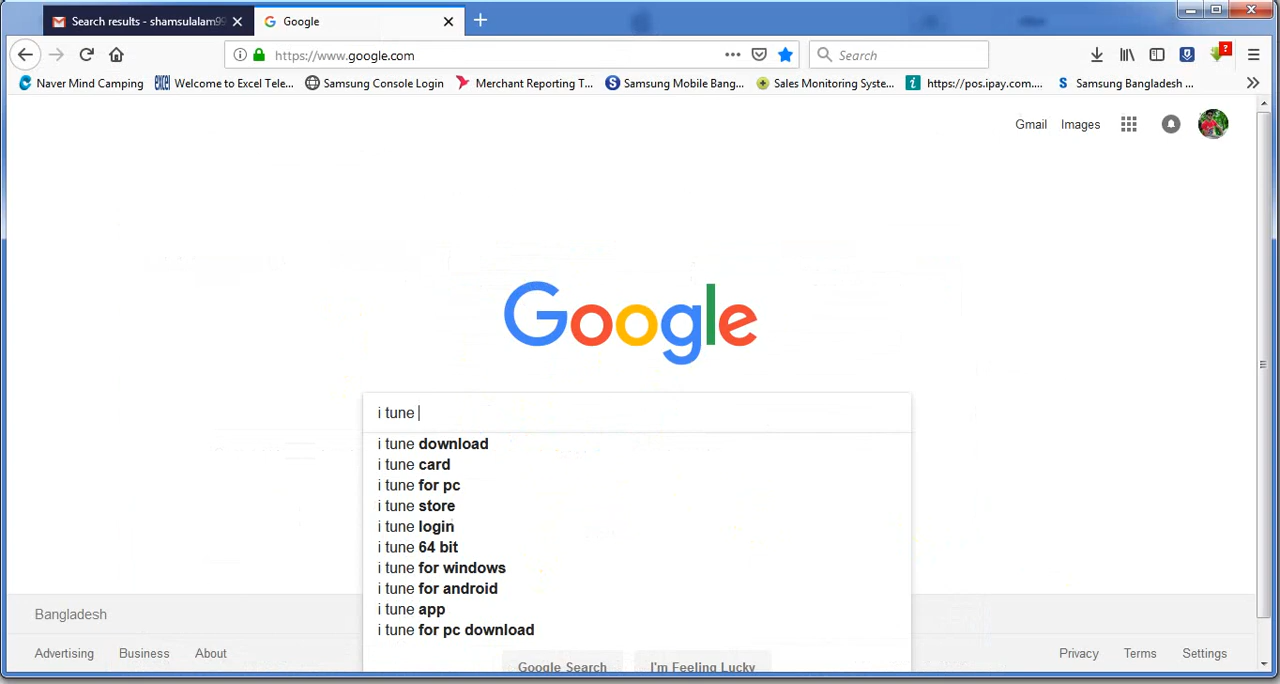 Search results - shamsulalam99
Google
https://www.google.com
Search
Naver Mind Camping
EXCEL Welcome to Excel Tele...
Samsung Console Login
Merchant Reporting T...
Samsung Mobile Bang...
Sales Monitoring Syste...
https://pos.ipay.com....
S Samsung Bangladesh ...
Gmail Images
Google
i tune
i tune download
i tune card
i tune for pc
i tune store
i tune login
i tune 64 bit
i tune for windows
i tune for android
i tune app
i tune for pc download
Google Search I'm Feeling Lucky
Bangladesh
Advertising Business About
Privacy Terms Settings